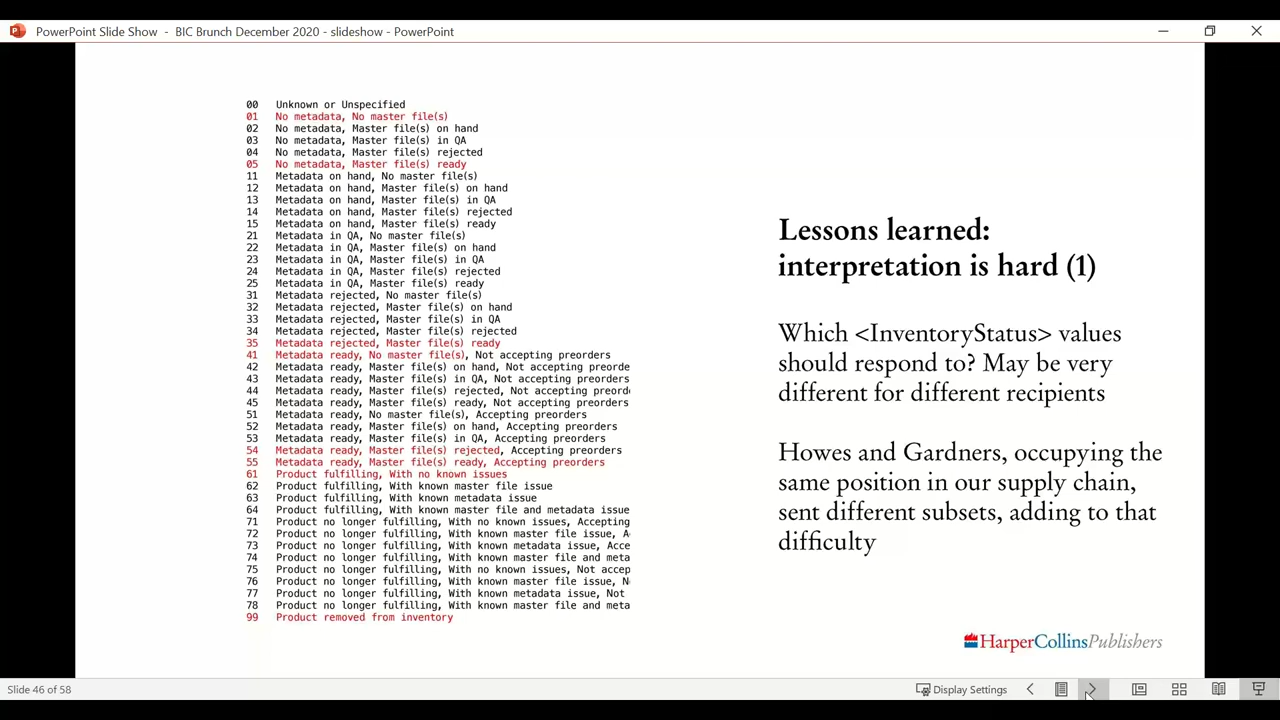 PowerPoint Slide Show - BIC Brunch December 2020 - slideshow - PowerPoint
00 Unknown or Unspecified
01 No metadata, No master file(s)
02 No metadata, Master file(s) on hand
03 No metadata, Master file(s) in QA
04 No metadata, Master file(s) rejected
05 No metadata, Master file(s) ready
11 Metadata on hand, No master file(s)
12 Metadata on hand, Master file(s) on hand
13 Metadata on hand, Master file(s) in QA
14 Metadata on hand, Master file(s) rejected
15 Metadata on hand, Master file(s) ready
21 Metadata in QA, No master file(s)
22 Metadata in QA, Master file(s) on hand
23 Metadata in QA, Master file(s) in QA
24 Metadata in QA, Master file(s) rejected
25 Metadata in QA, Master file(s) ready
31 Metadata rejected, No master file(s)
32 Metadata rejected, Master file(s) on hand
33 Metadata rejected, Master file(s) in QA
34 Metadata rejected, Master file(s) rejected
35 Metadata rejected, Master file(s) ready
41 Metadata ready, No master file(s), Not accepting preorders
42 Metadata ready, Master file(s) on hand, Not accepting preorde
43 Metadata ready, Master file(s) in QA, Not accepting preorders
44 Metadata ready, Master file(s) rejected, Not accepting preord
45 Metadata ready, Master file(s) ready, Not accepting preorders
51 Metadata ready, No master file(s), Accepting preorders
52 Metadata ready, Master file(s) on hand, Accepting preorders
53 Metadata ready, Master file(s) in QA, Accepting preorders
54 Metadata ready, Master file(s) rejected, Accepting preorders
55 Metadata ready, Master file(s) ready, Accepting preorders
61 Product fulfilling, With no known issues
62 Product fulfilling, With known master file issue
63 Product fulfilling, With known metadata issue
64 Product fulfilling, With known master file and metadata issue
71 Product no longer fulfilling, With no known issues, Accepting
72 Product no longer fulfilling, With known master file issue, A
73 Product no longer fulfilling, With known metadata issue, Acce
74 Product no longer fulfilling, With known master file and meta
75 Product no longer fulfilling, With no known issues, Not accep
76 Product no longer fulfilling, With known master file issue, N
77 Product no longer fulfilling, With known metadata issue, Not
78 Product no longer fulfilling, With known master file and meta
99 Product removed from inventory
Lessons learned:
interpretation is hard (1)
Which <InventoryStatus> values
should respond to? May be very
different for different recipients
Howes and Gardners, occupying the
same position in our supply chain,
sent different subsets, adding to that
difficulty
HarperCollinsPublishers
Slide 46 of 58
Display Settings